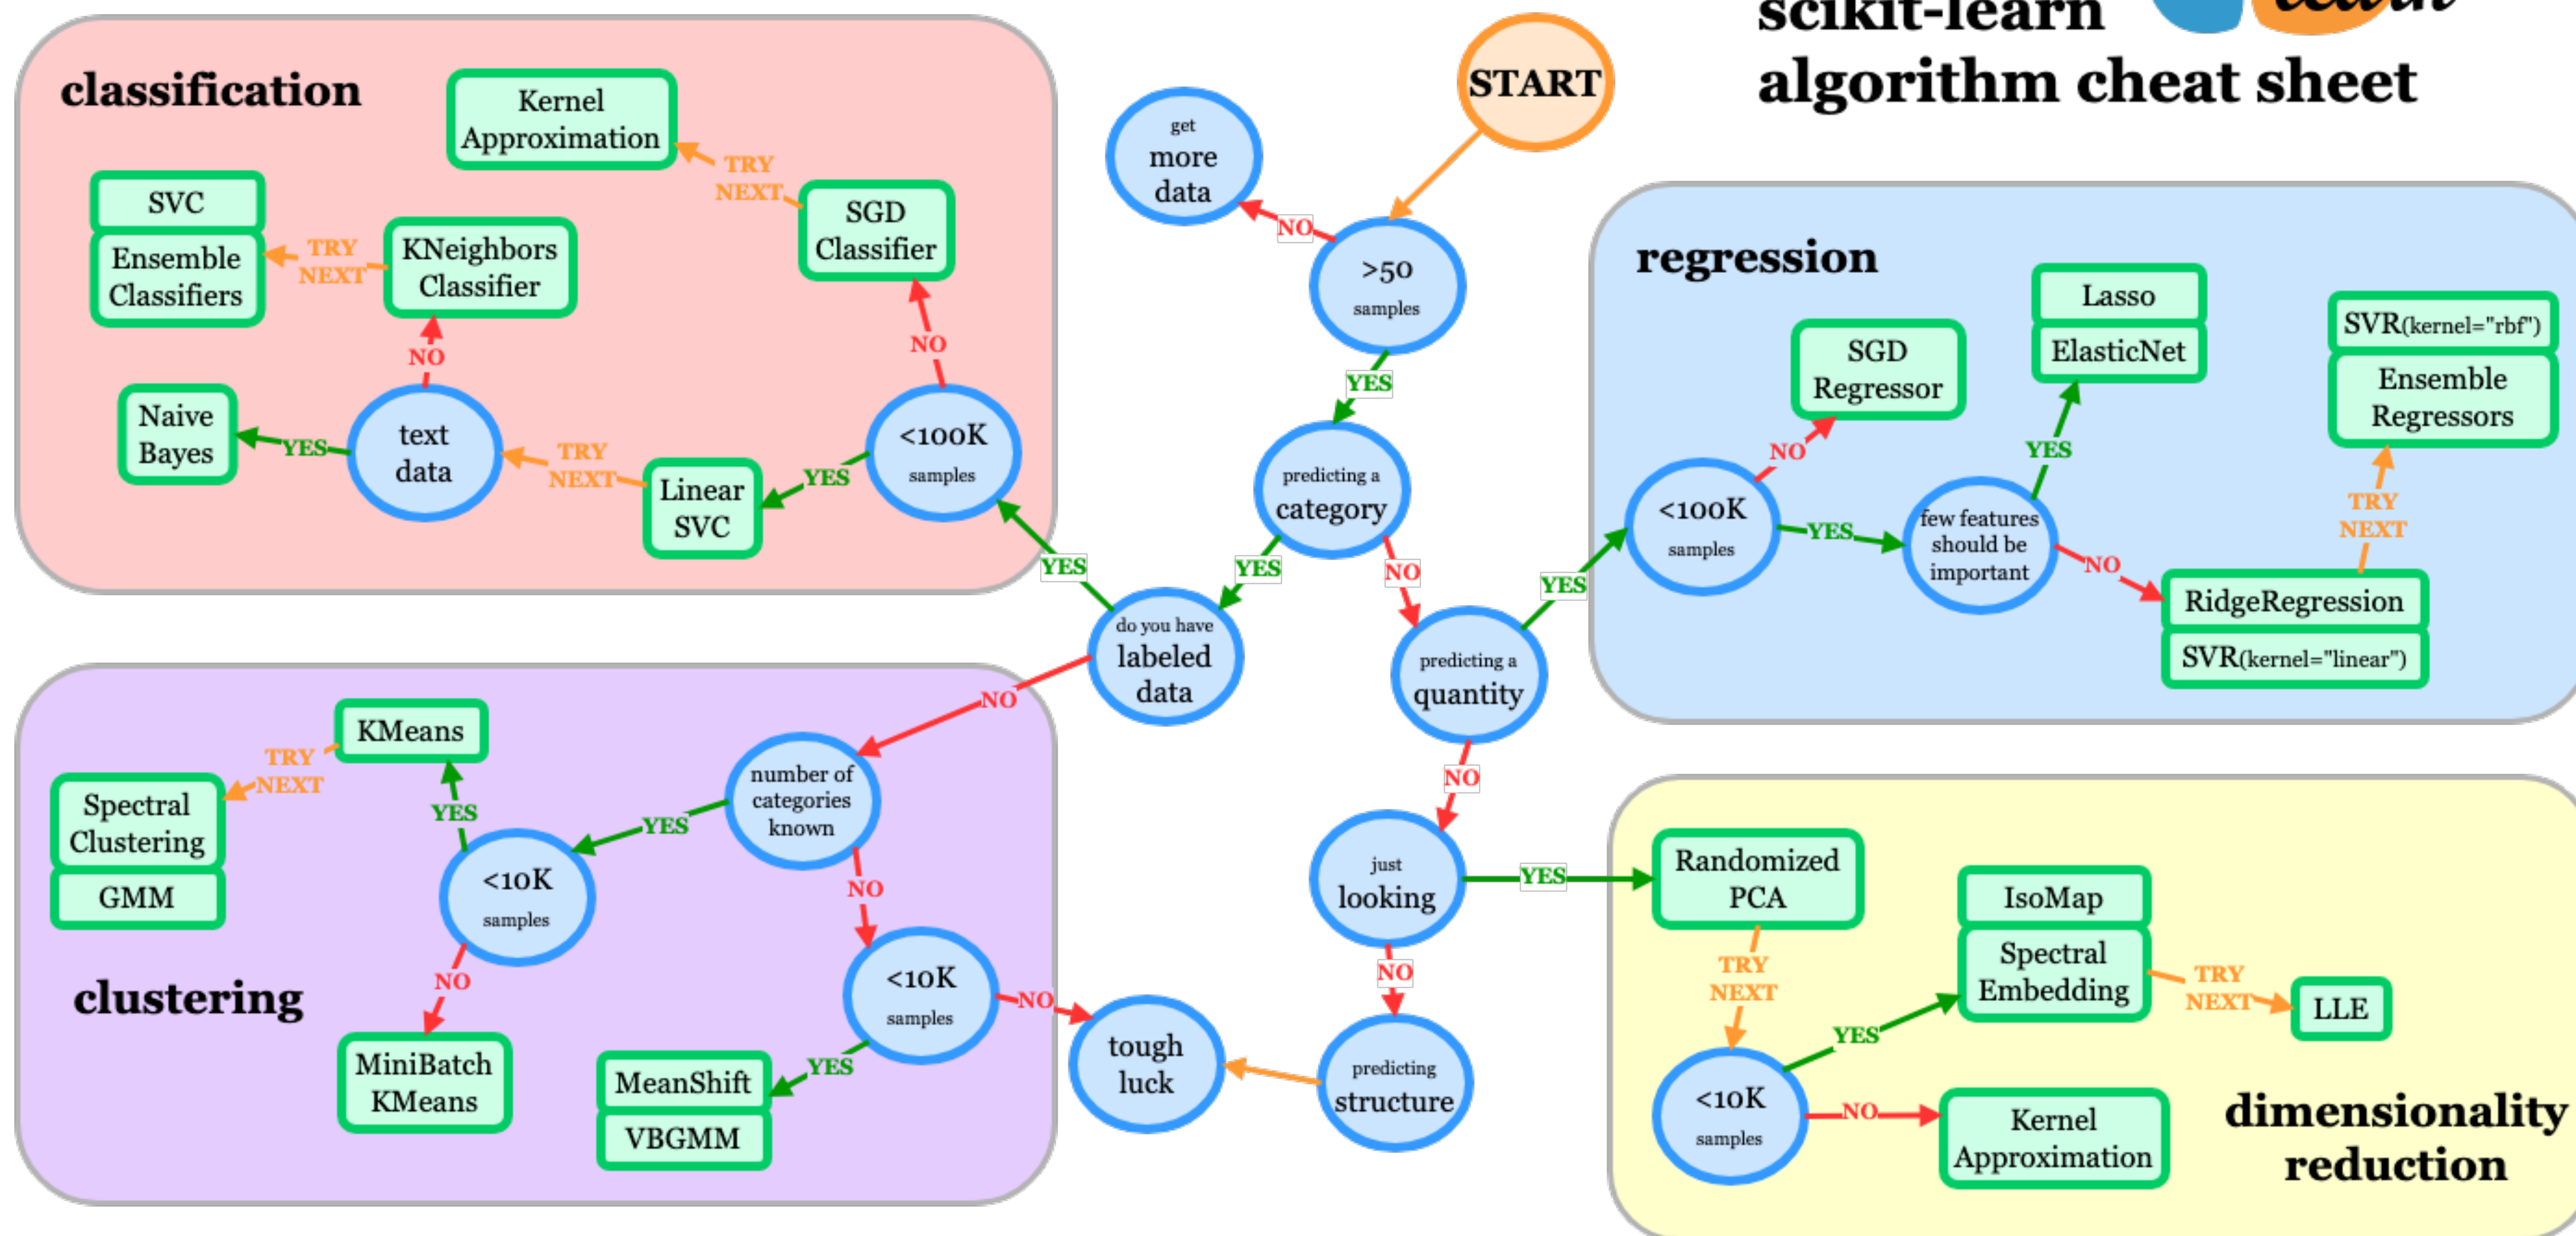 scikit-learn
algorithm cheat sheet
START
get
more
data
NO
>50
samples
YES
predicting a
category
YES
NO
do you have
labeled
data
YES
NO
predicting a
quantity
YES
NO
just
looking
YES
NO
predicting
structure
tough
luck
classification
Kernel
Approximation
TRY
NEXT
SGD
Classifier
SVC
Ensemble
Classifiers
TRY
NEXT
KNeighbors
Classifier
NO
NO
Naive
Bayes
YES
text
data
TRY
NEXT
Linear
SVC
YES
<100K
samples
regression
SGD
Regressor
Lasso
ElasticNet
SVR(kernel="rbf")
Ensemble
Regressors
NO
YES
TRY
NEXT
<100K
samples
YES
few features
should be
important
NO
RidgeRegression
SVR(kernel="linear")
clustering
KMeans
TRY
NEXT
Spectral
Clustering
GMM
YES
<10K
samples
YES
number of
categories
known
NO
NO
<10K
samples
NO
MiniBatch
KMeans
MeanShift
VBGMM
YES
dimensionality
reduction
Randomized
PCA
TRY
NEXT
IsoMap
Spectral
Embedding
TRY
NEXT
LLE
YES
<10K
samples
NO
Kernel
Approximation